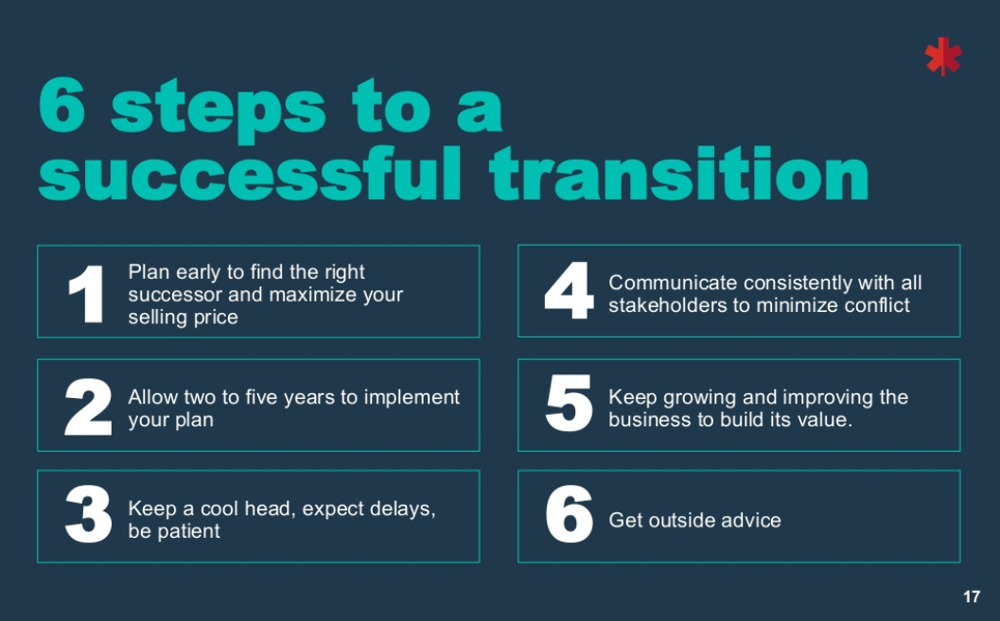 6 steps to a
successful transition
1
Plan early to find the right
successor and maximize your
selling price
2
Allow two to five years to implement
your plan
3
Keep a cool head, expect delays,
be patient
4
Communicate consistently with all
stakeholders to minimize conflict
5
Keep growing and improving the
business to build its value.
6
Get outside advice
17